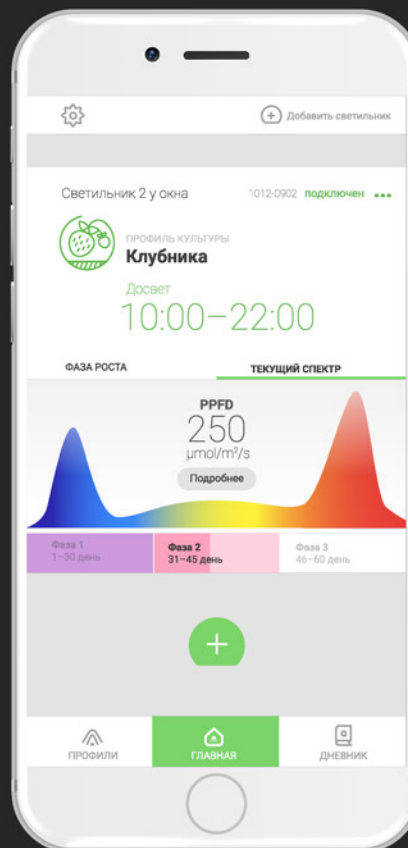 Добавить светильник
Светильник 2 у окна
1012-0902 подключен
ПРОФИЛЬ КУЛЬТУРЫ
Клубника
Досвет
10:00–22:00
ФАЗА РОСТА
ТЕКУЩИЙ СПЕКТР
PPFD
250
μmol/m²/s
Подробнее
Фаза 1
1–30 день
Фаза 2
31–45 день
Фаза 3
46–60 день
ПРОФИЛИ
ГЛАВНАЯ
ДНЕВНИК